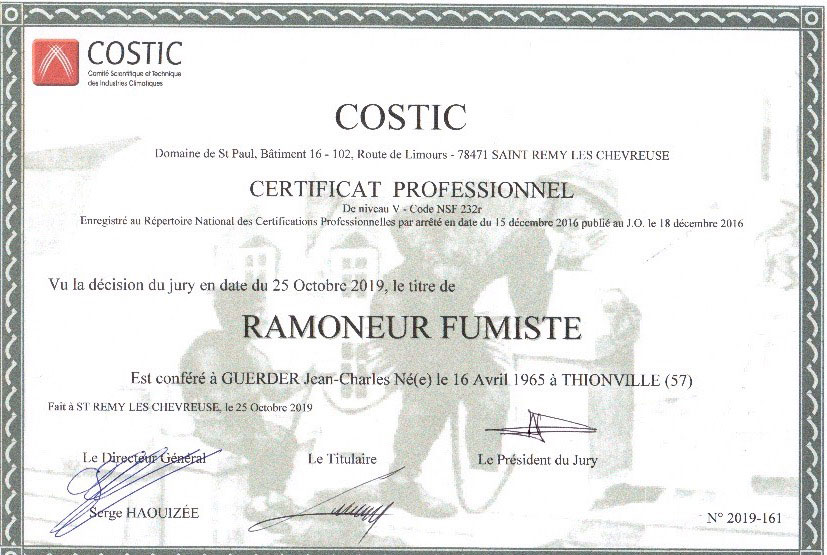 COSTIC
Comité Scientifique et Technique
des Industries Climatiques
COSTIC
Domaine de St Paul, Bâtiment 16 - 102, Route de Limours - 78471 SAINT REMY LES CHEVREUSE
CERTIFICAT PROFESSIONNEL
De niveau V - Code NSF 232r
Enregistré au Répertoire National des Certifications Professionnelles par arrêté en date du 15 décembre 2016 publié au J.O. le 18 décembre 2016
Vu la décision du jury en date du 25 Octobre 2019, le titre de
RAMONEUR FUMISTE
Est conféré à GUERDER Jean-Charles Né(e) le 16 Avril 1965 à THIONVILLE (57)
Fait à ST REMY LES CHEVREUSE, le 25 Octobre 2019
Le Directeur Général
Le Titulaire
Le Président du Jury
Serge HAOUIZÉE
N° 2019-161